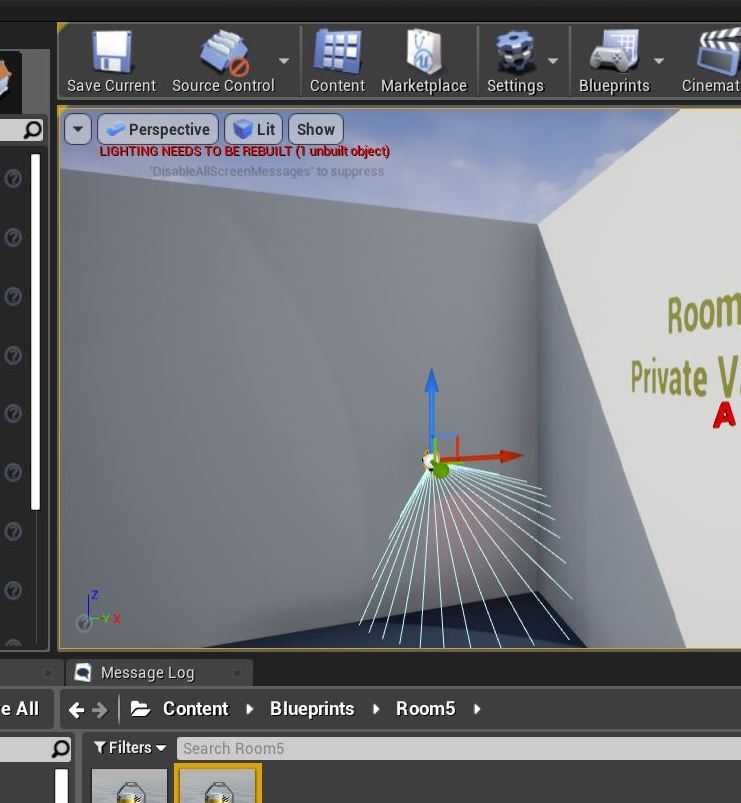 Save Current Source Control Content Marketplace Settings Blueprints Cinemat
Perspective Lit Show
LIGHTING NEEDS TO BE REBUILT (1 unbuilt object)
'DisableAllScreenMessages' to suppress
Room
Private V
A
Z
Y X
Message Log
e All Content Blueprints Room5
Filters Search Room5